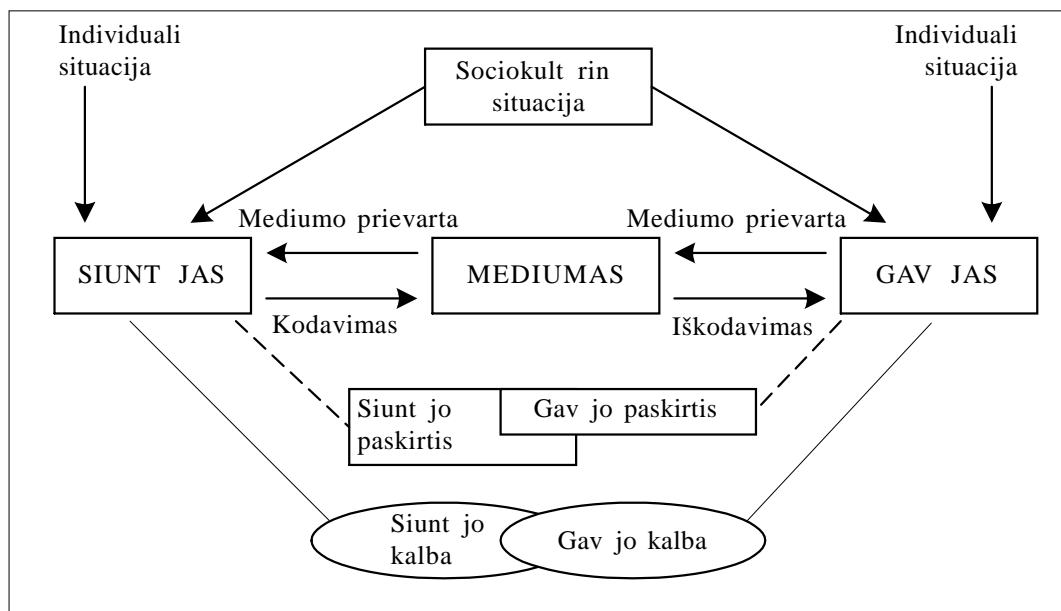 Individuali
situacija
Individuali
situacija
Sociokult rin
situacija
Mediumo prievarta
Mediumo prievarta
SIUNT JAS
MEDIUMAS
GAV JAS
Kodavimas
Iškodavimas
Siunt jo
paskirtis
Gav jo paskirtis
Siunt jo
kalba
Gav jo kalba